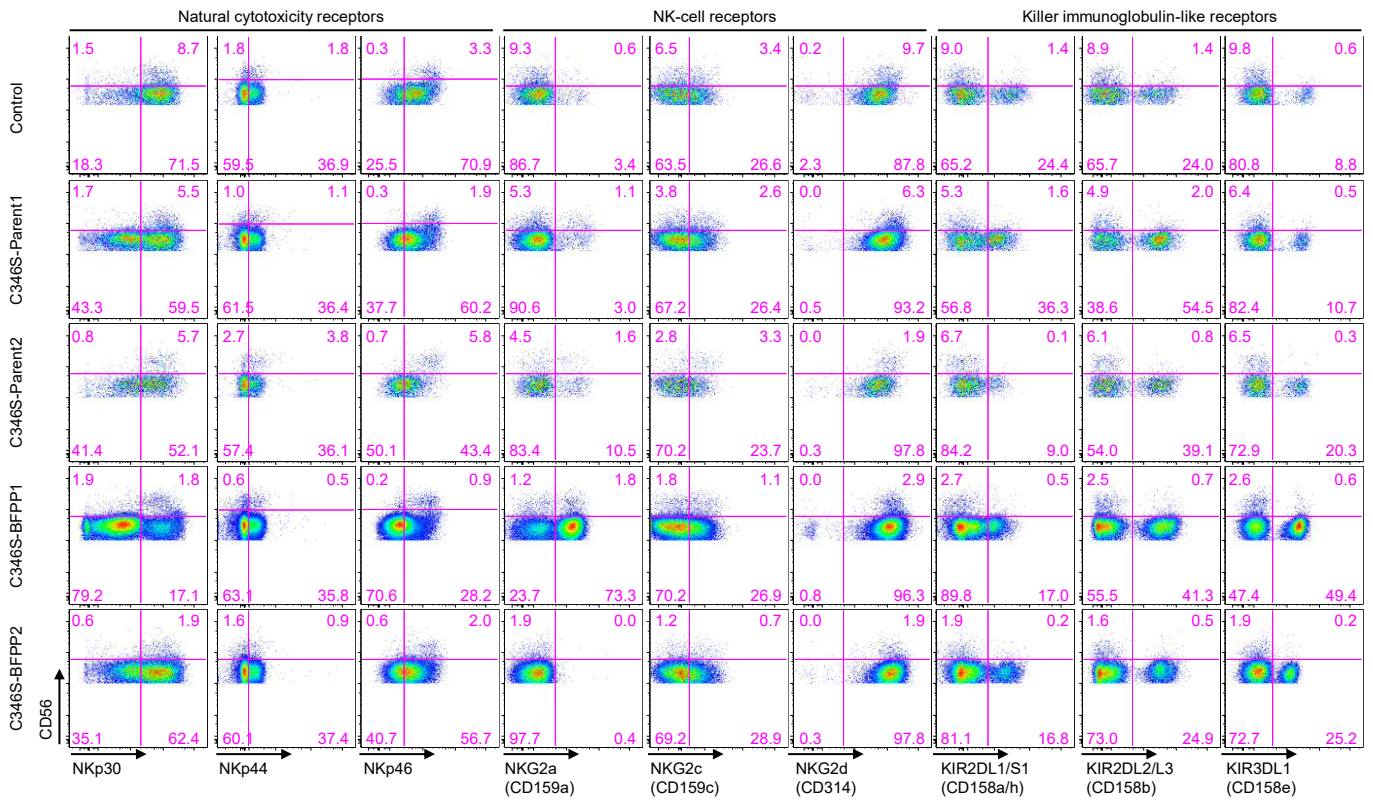 Natural cytotoxicity receptors NK-cell receptors Killer immunoglobulin-like receptors
1.5 8.7 1.8 1.8 0.3 3.3 9.3 0.6 6.5 3.4 0.2 9.7 9.0 1.4 8.9 1.4 9.8 0.6
Control
18.3 71.5 59.5 36.9 25.5 70.9 86.7 3.4 63.5 26.6 2.3 87.8 65.2 24.4 65.7 24.0 80.8 8.8
1.7 5.5 1.0 1.1 0.3 1.9 5.3 1.1 3.8 2.6 0.0 6.3 5.3 1.6 4.9 2.0 6.4 0.5
C346S-Parent1
43.3 59.5 61.5 36.4 37.7 60.2 90.6 3.0 67.2 26.4 0.5 93.2 56.8 36.3 38.6 54.5 82.4 10.7
0.8 5.7 2.7 3.8 0.7 5.8 4.5 1.6 2.8 3.3 0.0 1.9 6.7 0.1 6.1 0.8 6.5 0.3
C346S-Parent2
41.4 52.1 57.4 36.1 50.1 43.4 83.4 10.5 70.2 23.7 0.3 97.8 84.2 9.0 54.0 39.1 72.9 20.3
1.9 1.8 0.6 0.5 0.2 0.9 1.2 1.8 1.8 1.1 0.0 2.9 2.7 0.5 2.5 0.7 2.6 0.6
C346S-BFPP1
79.2 17.1 63.1 35.8 70.6 28.2 23.7 73.3 70.2 26.9 0.8 96.3 89.8 17.0 55.5 41.3 47.4 49.4
0.6 1.9 1.6 0.9 0.6 2.0 1.9 0.0 1.2 0.7 0.0 1.9 1.9 0.2 1.6 0.5 1.9 0.2
C346S-BFPP2
CD56
35.1 62.4 60.1 37.4 40.7 56.7 97.7 0.4 69.2 28.9 0.3 97.8 81.1 16.8 73.0 24.9 72.7 25.2
NKp30 NKp44 NKp46 NKG2a NKG2c NKG2d KIR2DL1/S1 KIR2DL2/L3 KIR3DL1
(CD159a) (CD159c) (CD314) (CD158a/h) (CD158b) (CD158e)